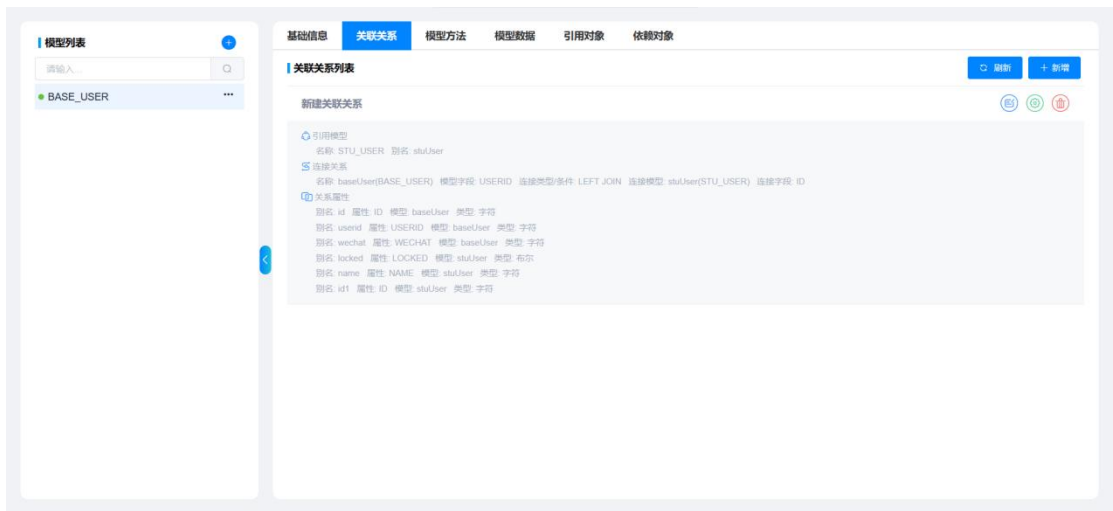 模型列表
请输入...
BASE_USER
基础信息 关联关系 模型方法 模型数据 引用对象 依赖对象
关联关系列表
刷新 + 新增
新建关联关系
引用模型
名称: STU_USER 别名: stuUser
连接关系
名称: baseUser(BASE_USER) 模型字段: USERID 连接类型/条件: LEFT JOIN 连接模型: stuUser(STU_USER) 连接字段: ID
关系属性
别名: id 属性: ID 模型: baseUser 类型: 字符
别名: userid 属性: USERID 模型: baseUser 类型: 字符
别名: wechat 属性: WECHAT 模型: baseUser 类型: 字符
别名: locked 属性: LOCKED 模型: stuUser 类型: 布尔
别名: name 属性: NAME 模型: stuUser 类型: 字符
别名: id1 属性: ID 模型: stuUser 类型: 字符